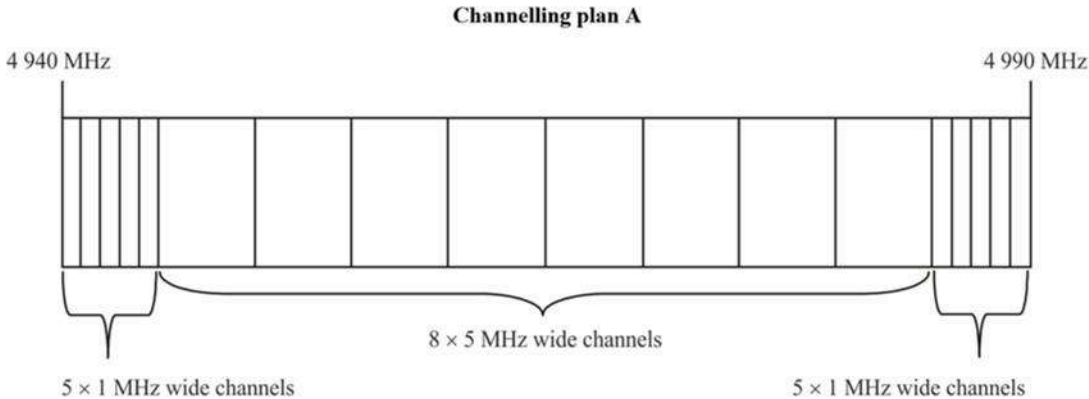 Channelling plan A
4 940 MHz
4 990 MHz
8 × 5 MHz wide channels
5 × 1 MHz wide channels
5 × 1 MHz wide channels